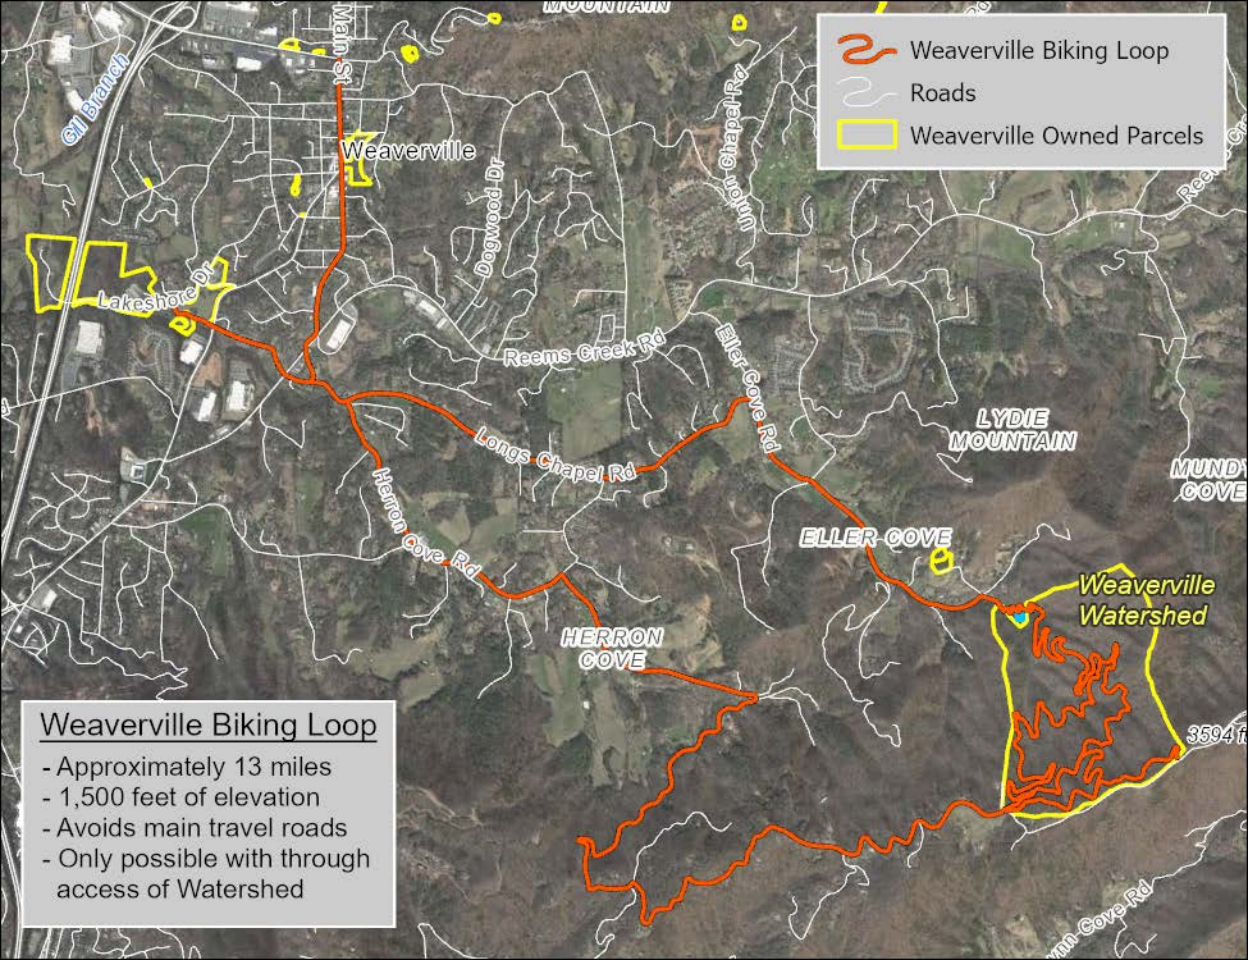 MOUNTAIN
Main St
Gill Branch
Weaverville Biking Loop
Roads
Weaverville Owned Parcels
Union Chapel Rd
Weaverville
Dogwood Dr
Lakeshore Dr
Reems Creek Rd
Eller Cove Rd
LYDIE
MOUNTAIN
Longs Chapel Rd
MUNDY
COVE
Herron Cove Rd
ELLER COVE
Weaverville
Watershed
HERRON
COVE
3594 f
Weaverville Biking Loop
- Approximately 13 miles
- 1,500 feet of elevation
- Avoids main travel roads
- Only possible with through
access of Watershed
Cove Rd